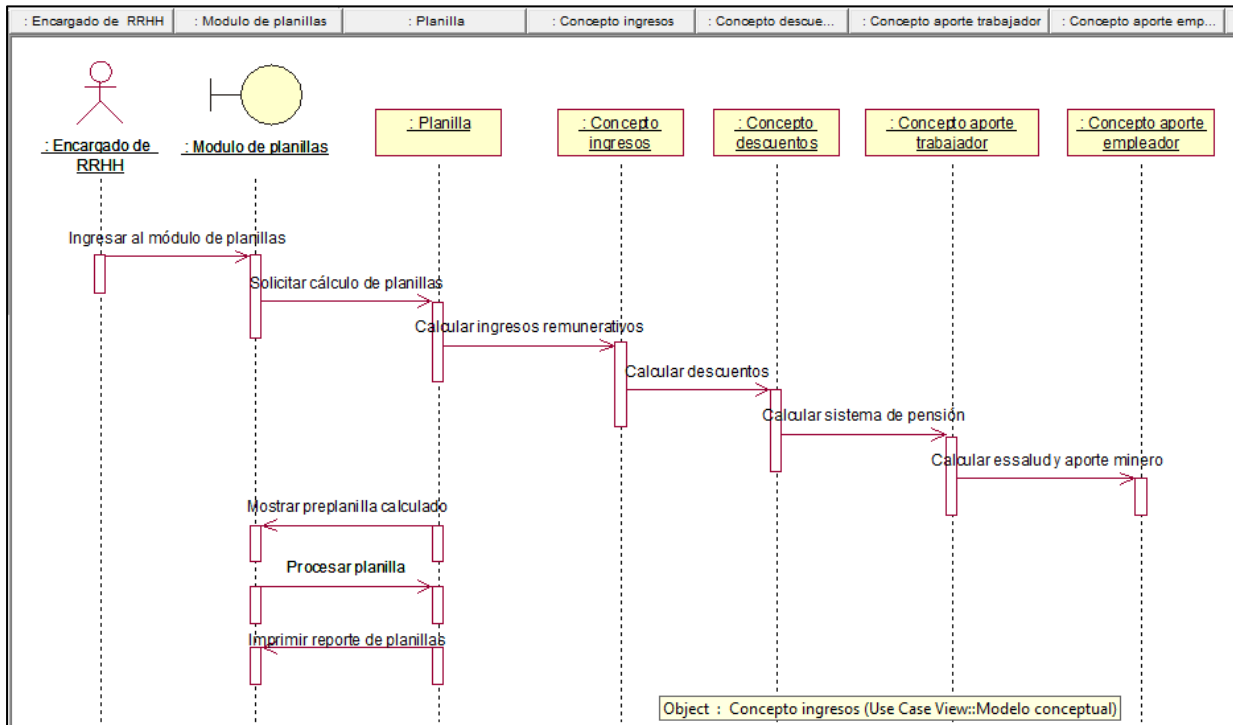 : Encargado de RRHH
: Modulo de planillas
: Planilla
: Concepto ingresos
: Concepto descue...
: Concepto aporte trabajador
: Concepto aporte emp...
: Encargado de
RRHH
: Modulo de planillas
: Planilla
: Concepto
ingresos
: Concepto
descuentos
: Concepto aporte
trabajador
: Concepto aporte
empleador
Ingresar al módulo de planillas
Solicitar cálculo de planillas
Calcular ingresos remunerativos
Calcular descuentos
Calcular sistema de pensión
Calcular essalud y aporte minero
Mostrar preplanilla calculado
Procesar planilla
Imprimir reporte de planillas
Object : Concepto ingresos (Use Case View::Modelo conceptual)